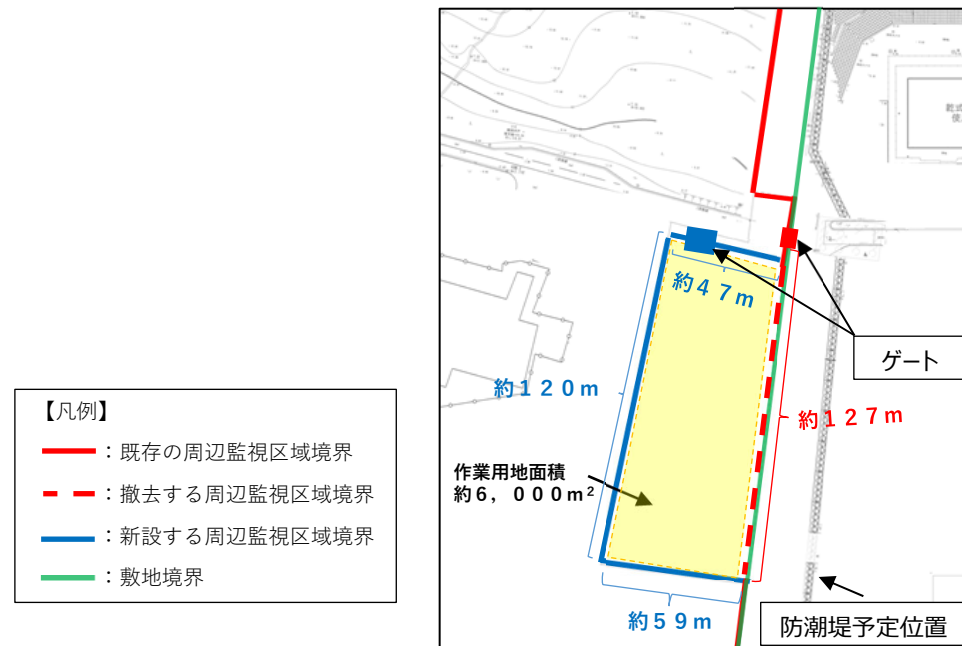 約４７ｍ
ゲート
約１２０ｍ
約１２７ｍ
作業用地面積
約６，０００ｍ²
約５９ｍ
防潮堤予定位置
【凡例】
：既存の周辺監視区域境界
：撤去する周辺監視区域境界
：新設する周辺監視区域境界
：敷地境界